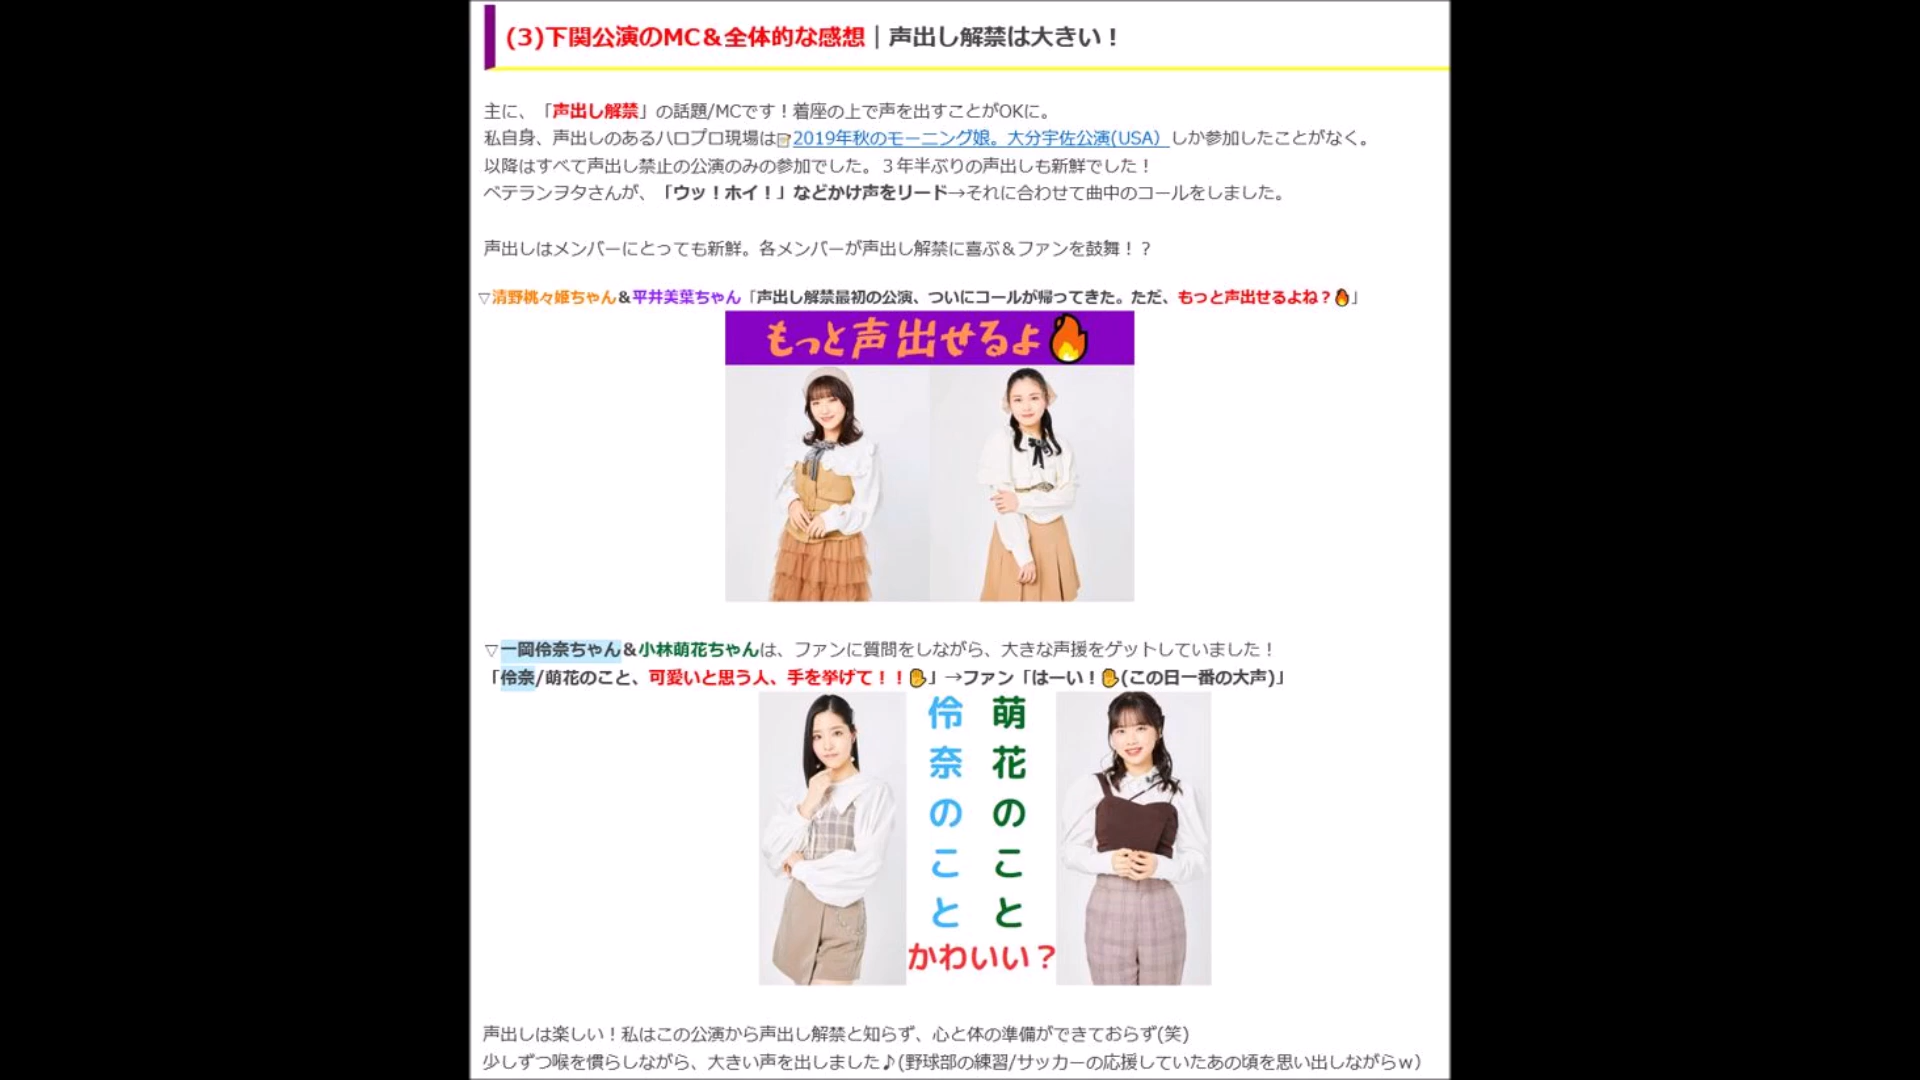 (3)下関公演のMC＆全体的な感想｜声出し解禁は大きい！
主に、「声出し解禁」の話題/MCです！着座の上で声を出すことがOKに。
私自身、声出しのあるハロプロ現場は📝2019年秋のモーニング娘。大分宇佐公演(USA）しか参加したことがなく。
以降はすべて声出し禁止の公演のみの参加でした。３年半ぶりの声出しも新鮮でした！
ベテランヲタさんが、「ウッ！ホイ！」などかけ声をリード→それに合わせて曲中のコールをしました。
声出しはメンバーにとっても新鮮。各メンバーが声出し解禁に喜ぶ＆ファンを鼓舞！？
▽清野桃々姫ちゃん＆平井美葉ちゃん「声出し解禁最初の公演、ついにコールが帰ってきた。ただ、もっと声出せるよね？🔥」
もっと声出せるよ🔥
▽一岡伶奈ちゃん＆小林萌花ちゃんは、ファンに質問をしながら、大きな声援をゲットしていました！
「伶奈/萌花のこと、可愛いと思う人、手を挙げて！！✋」→ファン「はーい！✋(この日一番の大声)」
伶奈のこと
萌花のこと
かわいい？
声出しは楽しい！私はこの公演から声出し解禁と知らず、心と体の準備ができておらず(笑)
少しずつ喉を慣らしながら、大きい声を出しました♪(野球部の練習/サッカーの応援していたあの頃を思い出しながらｗ）